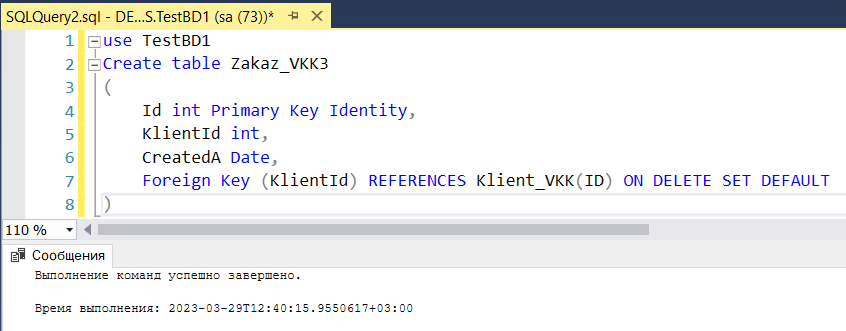 SQLQuery2.sql - DE...S.TestBD1 (sa (73))*
1 use TestBD1
2 Create table Zakaz_VKK3
3 (
4 Id int Primary Key Identity,
5 KlientId int,
6 CreatedA Date,
7 Foreign Key (KlientId) REFERENCES Klient_VKK(ID) ON DELETE SET DEFAULT
8 )
110 %
Сообщения
Выполнение команд успешно завершено.
Время выполнения: 2023-03-29T12:40:15.9550617+03:00